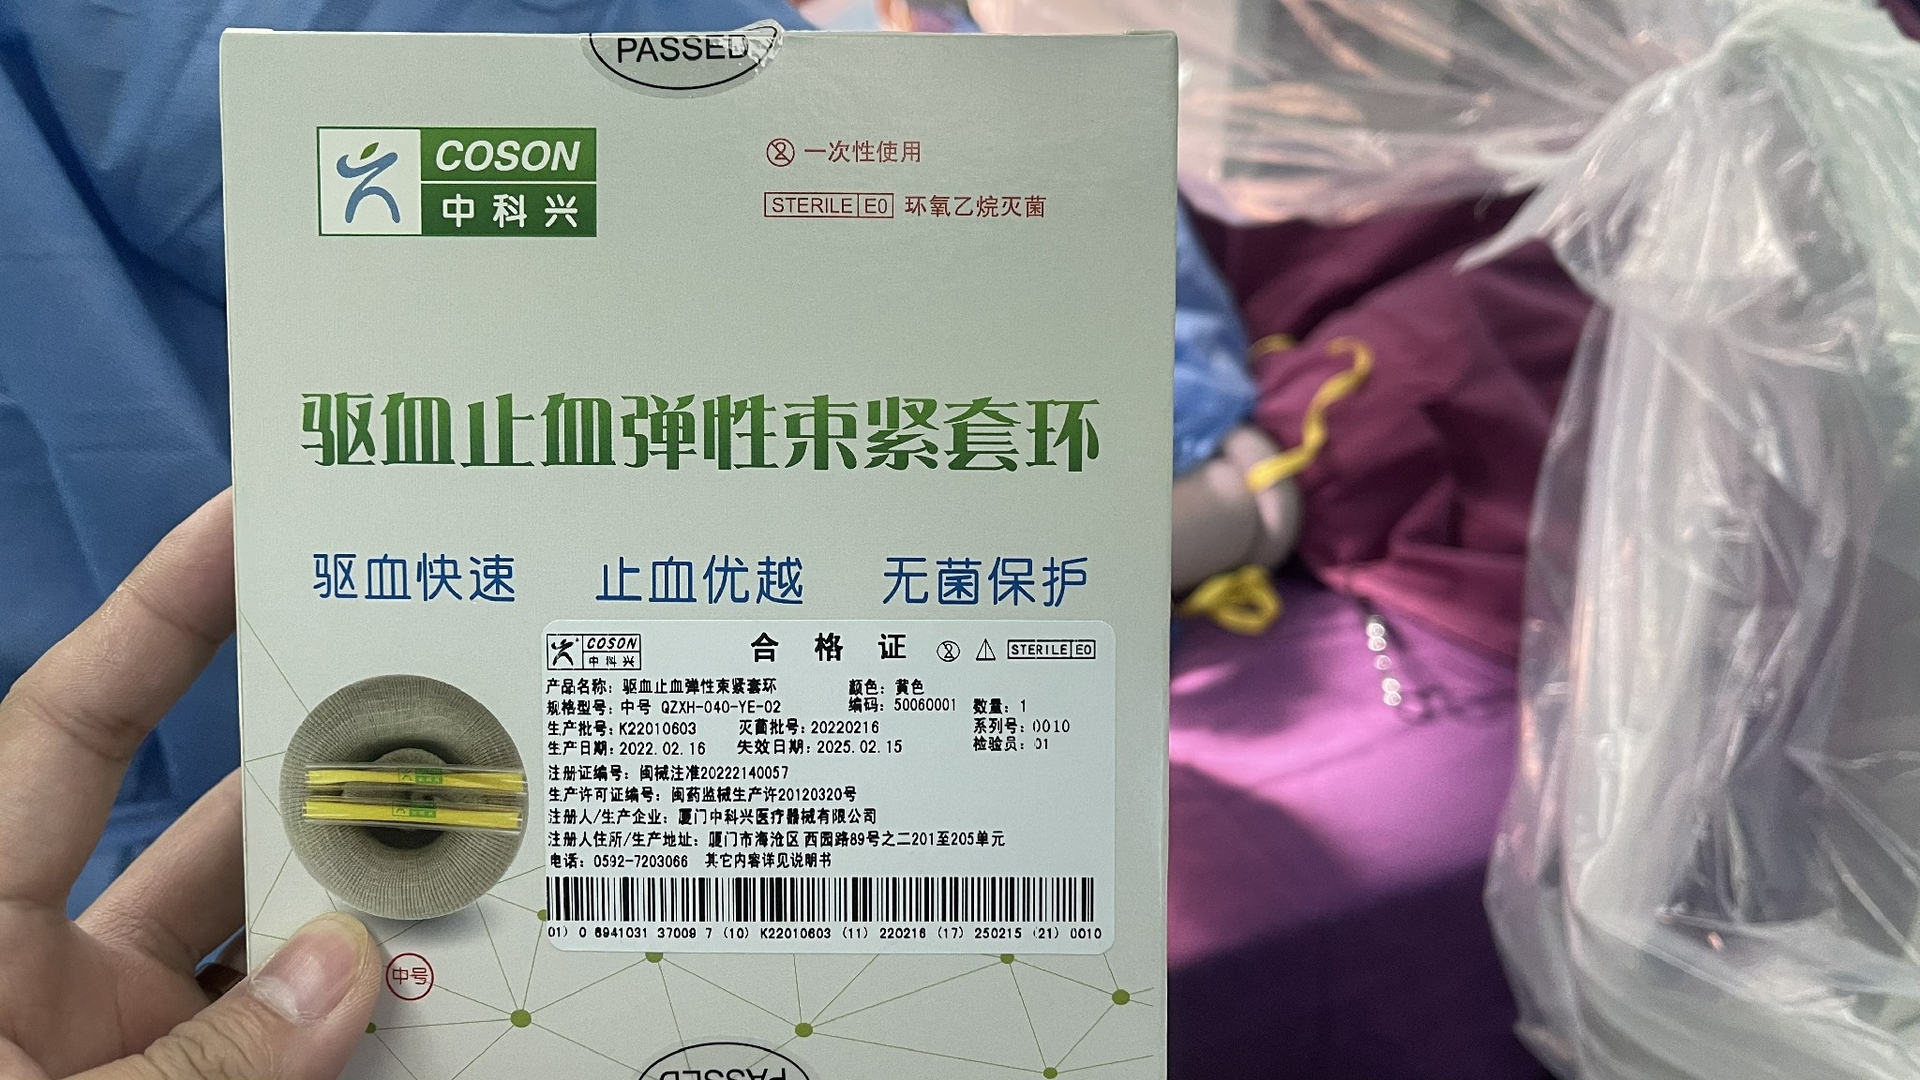 PASSED
COSON
中科兴
一次性使用
STERILE EO 环氧乙烷灭菌
驱血止血弹性束紧套环
驱血快速 止血优越 无菌保护
COSON
中科兴
合格证 STERILE EO
产品名称：驱血止血弹性束紧套环 颜色：黄色
规格型号：中号 QZXH-040-YE-02 编码：50060001 数量：1
生产批号：K22010603 灭菌批号：20220216 系列号：0010
生产日期：2022.02.16 失效日期：2025.02.15 检验员：01
注册证编号：闽械注准20222140057
生产许可证编号：闽药监械生产许20120320号
注册人/生产企业：厦门中科兴医疗器械有限公司
注册人住所/生产地址：厦门市海沧区西园路89号之二201至205单元
电话：0592-7203066 其它内容详见说明书
01) 0 6941031 37009 7 (10) K22010603 (11) 220216 (17) 250215 (21) 0010
中号
PASSED